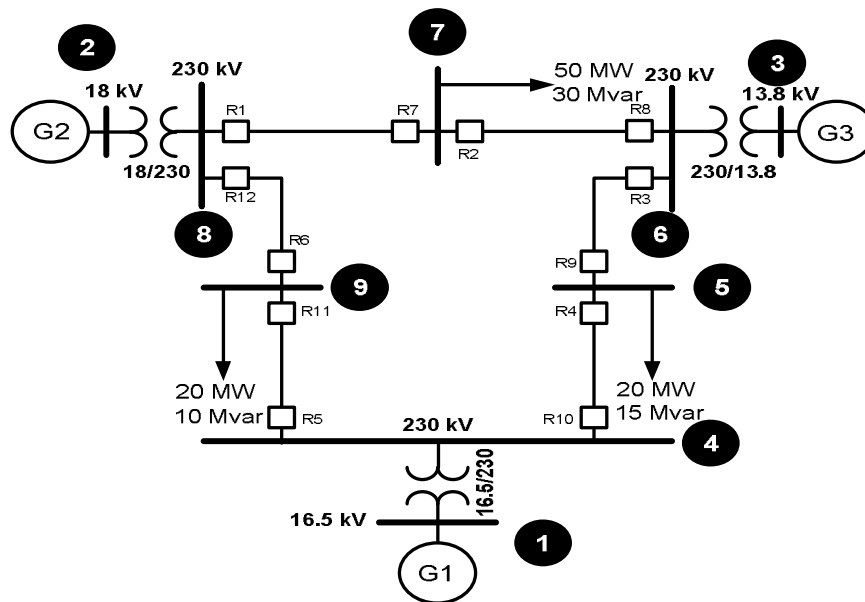 7
2
3
50 MW
30 Mvar
230 kV
230 kV
18 kV
13.8 kV
R1
R7
R8
G2
R2
G3
18/230
R12
R3
230/13.8
8
6
R6
R9
9
5
R11
R4
20 MW
10 Mvar
20 MW
15 Mvar
R5
230 kV
R10
4
16.5/230
16.5 kV
1
G1